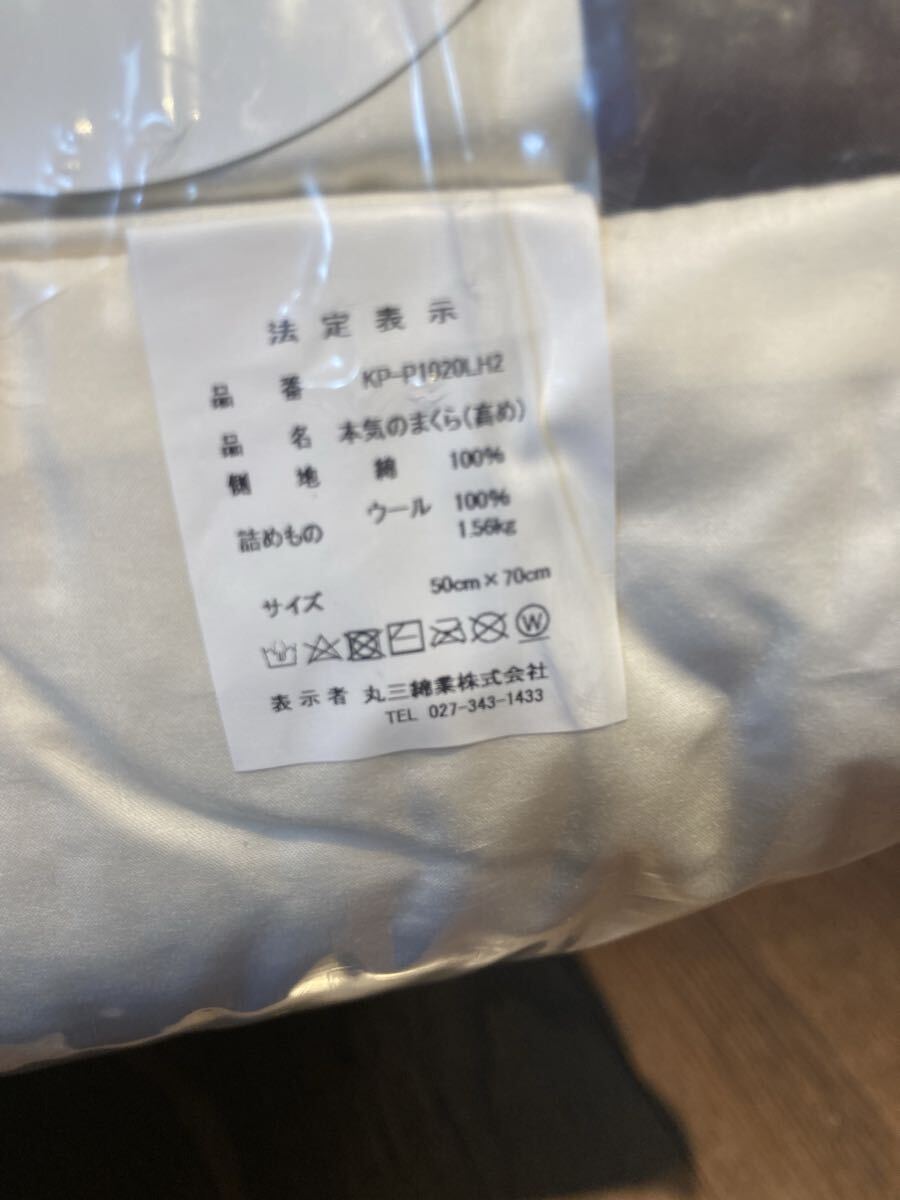 法定表示
品番 KP-P1020LH2
品名 本気のまくら(高め)
側地 綿 100%
詰めもの ウール 100%
1.56kg
サイズ 50cm×70cm
W
表示者 丸三綿業株式会社
TEL 027-343-1433